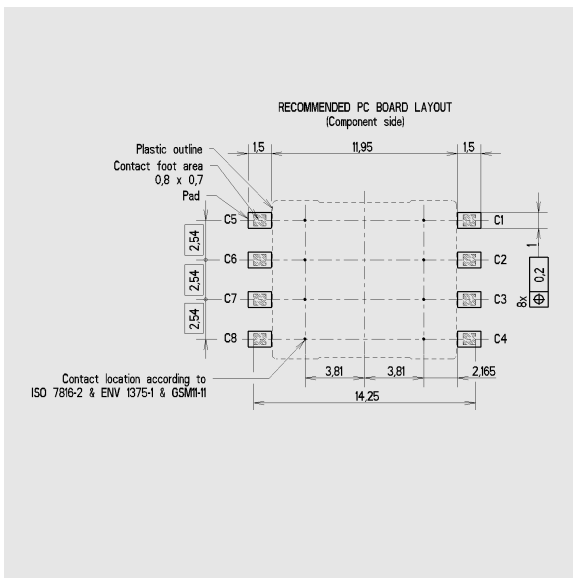 RECOMMENDED PC BOARD LAYOUT
(Component side)
Plastic outline
1,5
11,95
1,5
Contact foot area
0,8 x 0,7
Pad
C5
C1
2,54
1
C6
C2
2,54
0,2
C7
C3
8x
2,54
C8
C4
Contact location according to
ISO 7816-2 & ENV 1375-1 & GSM11-11
3,81
3,81
2,165
14,25